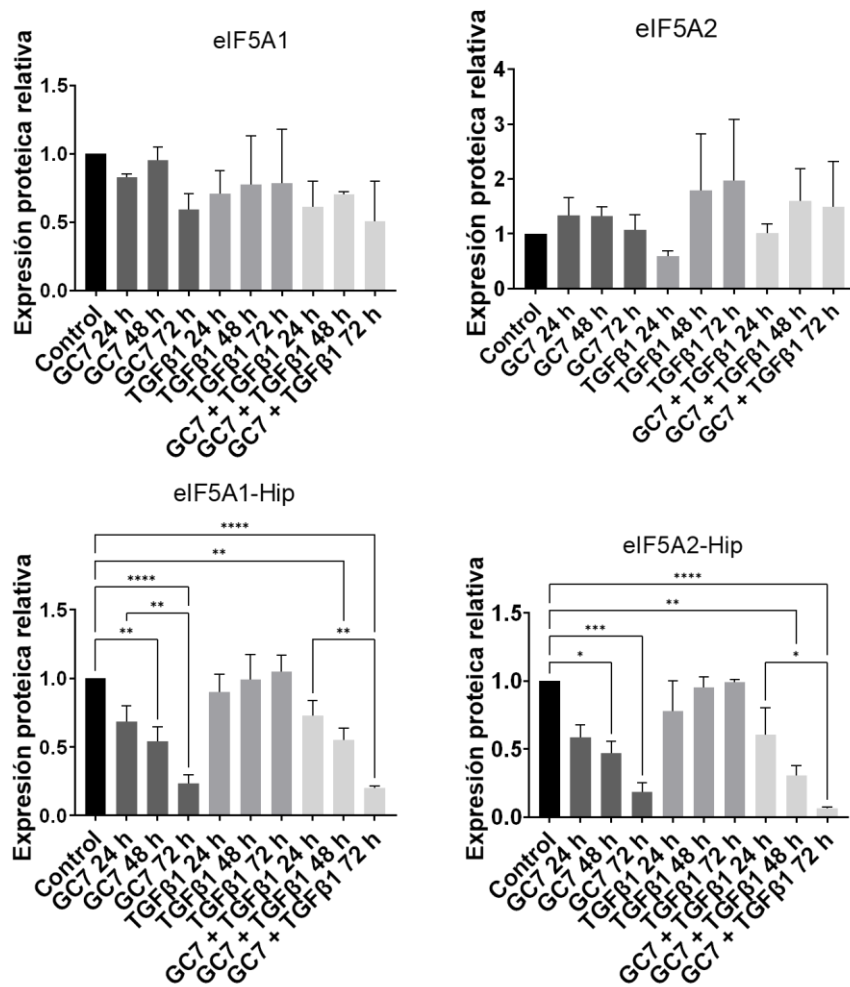 eIF5A1
Expresión proteica relativa
1.5
1.0
0.5
0.0
Control
GC7 24 h
GC7 48 h
GC7 72 h
TGFβ1 24 h
TGFβ1 48 h
TGFβ1 72 h
GC7 + TGFβ1 24 h
GC7 + TGFβ1 48 h
GC7 + TGFβ1 72 h
eIF5A2
Expresión proteica relativa
4
3
2
1
0
Control
GC7 24 h
GC7 48 h
GC7 72 h
TGFβ1 24 h
TGFβ1 48 h
TGFβ1 72 h
GC7 + TGFβ1 24 h
GC7 + TGFβ1 48 h
GC7 + TGFβ1 72 h
eIF5A1-Hip
Expresión proteica relativa
****
**
****
**
**
**
1.5
1.0
0.5
0.0
Control
GC7 24 h
GC7 48 h
GC7 72 h
TGFβ1 24 h
TGFβ1 48 h
TGFβ1 72 h
GC7 + TGFβ1 24 h
GC7 + TGFβ1 48 h
GC7 + TGFβ1 72 h
eIF5A2-Hip
Expresión proteica relativa
****
**
***
*
*
1.5
1.0
0.5
0.0
Control
GC7 24 h
GC7 48 h
GC7 72 h
TGFβ1 24 h
TGFβ1 48 h
TGFβ1 72 h
GC7 + TGFβ1 24 h
GC7 + TGFβ1 48 h
GC7 + TGFβ1 72 h